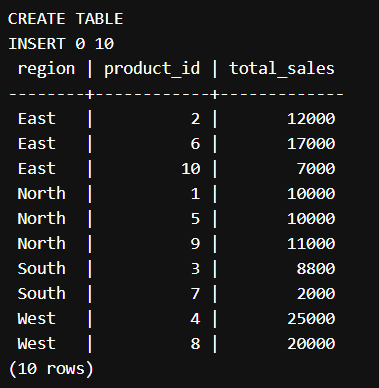 CREATE TABLE
INSERT 0 10
 region | product_id | total_sales
--------+------------+-------------
 East   |          2 |       12000
 East   |          6 |       17000
 East   |         10 |        7000
 North  |          1 |       10000
 North  |          5 |       10000
 North  |          9 |       11000
 South  |          3 |        8800
 South  |          7 |        2000
 West   |          4 |       25000
 West   |          8 |       20000
(10 rows)